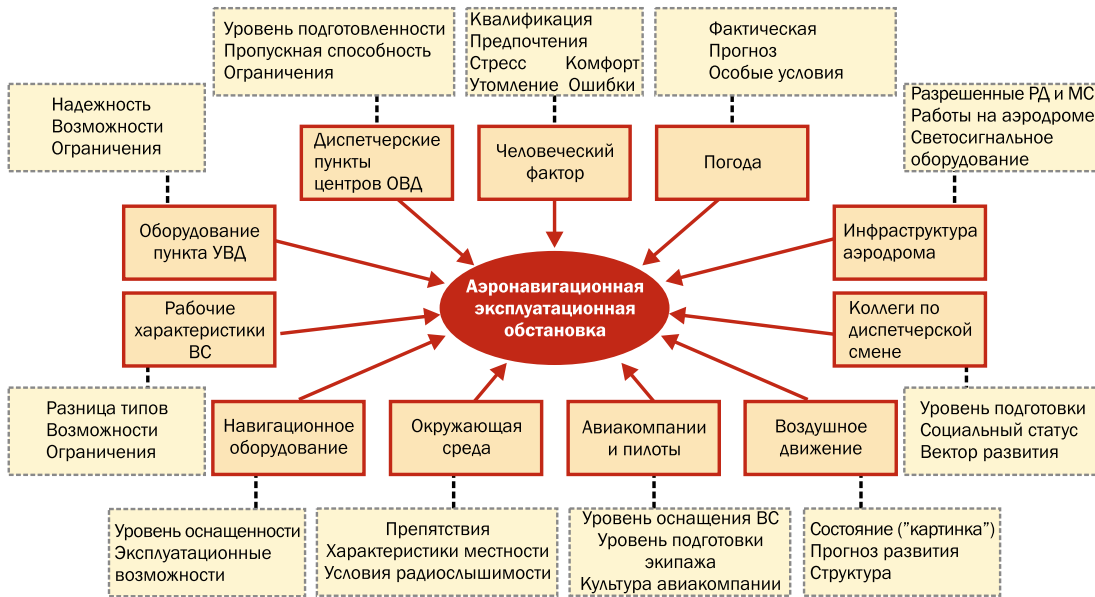 Уровень подготовленности
Пропускная способность
Ограничения
Квалификация
Предпочтения
Стресс Комфорт
Утомление Ошибки
Фактическая
Прогноз
Особые условия
Надежность
Возможности
Ограничения
Разрешенные РД и МС
Работы на аэродроме
Светосигнальное
оборудование
Диспетчерские
пункты
центров ОВД
Человеческий
фактор
Погода
Оборудование
пункта УВД
Инфраструктура
аэродрома
Аэронавигационная
эксплуатационная
обстановка
Рабочие
характеристики
ВС
Коллеги по
диспетчерской
смене
Разница типов
Возможности
Ограничения
Навигационное
оборудование
Окружающая
среда
Авиакомпании
и пилоты
Воздушное
движение
Уровень подготовки
Социальный статус
Вектор развития
Уровень оснащенности
Эксплуатационные
возможности
Препятствия
Характеристики местности
Условия радиослышимости
Уровень оснащения ВС
Уровень подготовки
экипажа
Культура авиакомпании
Состояние ("картинка")
Прогноз развития
Структура